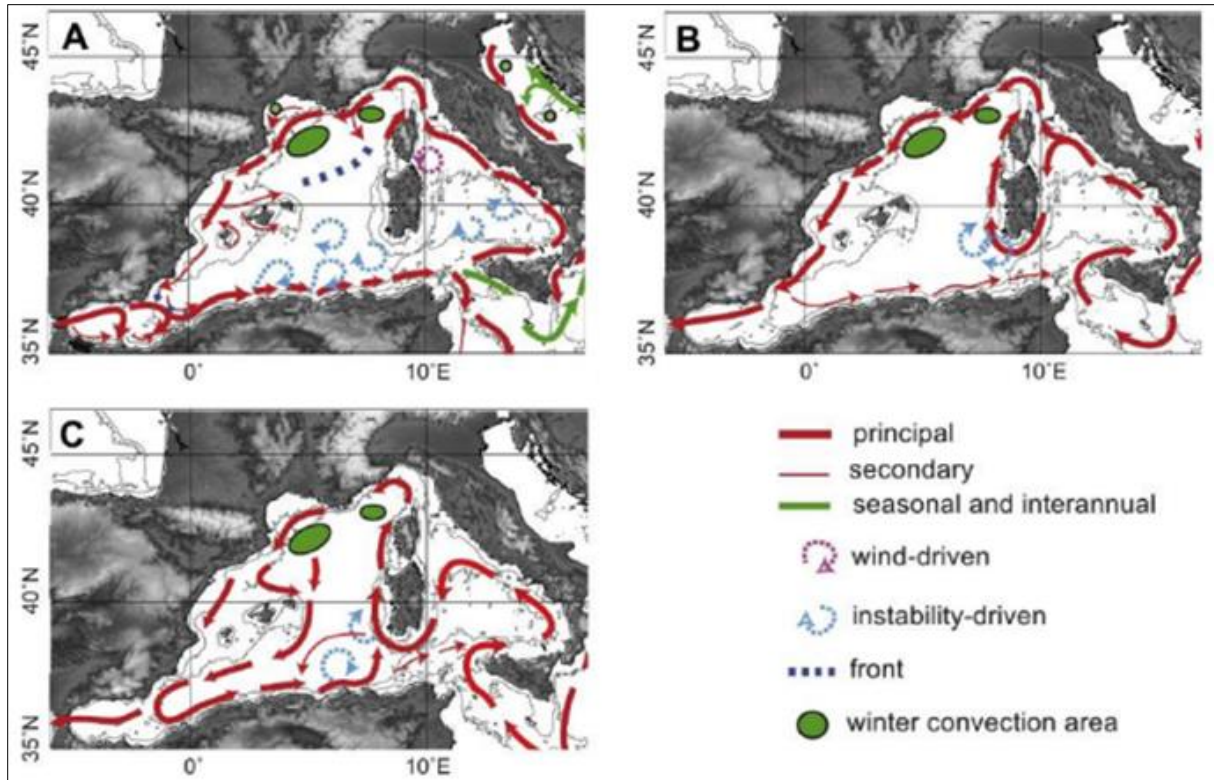 A
45°N
40°N
35°N
0°
10°E
B
45°N
40°N
35°N
0°
10°E
C
45°N
40°N
35°N
0°
10°E
principal
secondary
seasonal and interannual
wind-driven
instability-driven
front
winter convection area